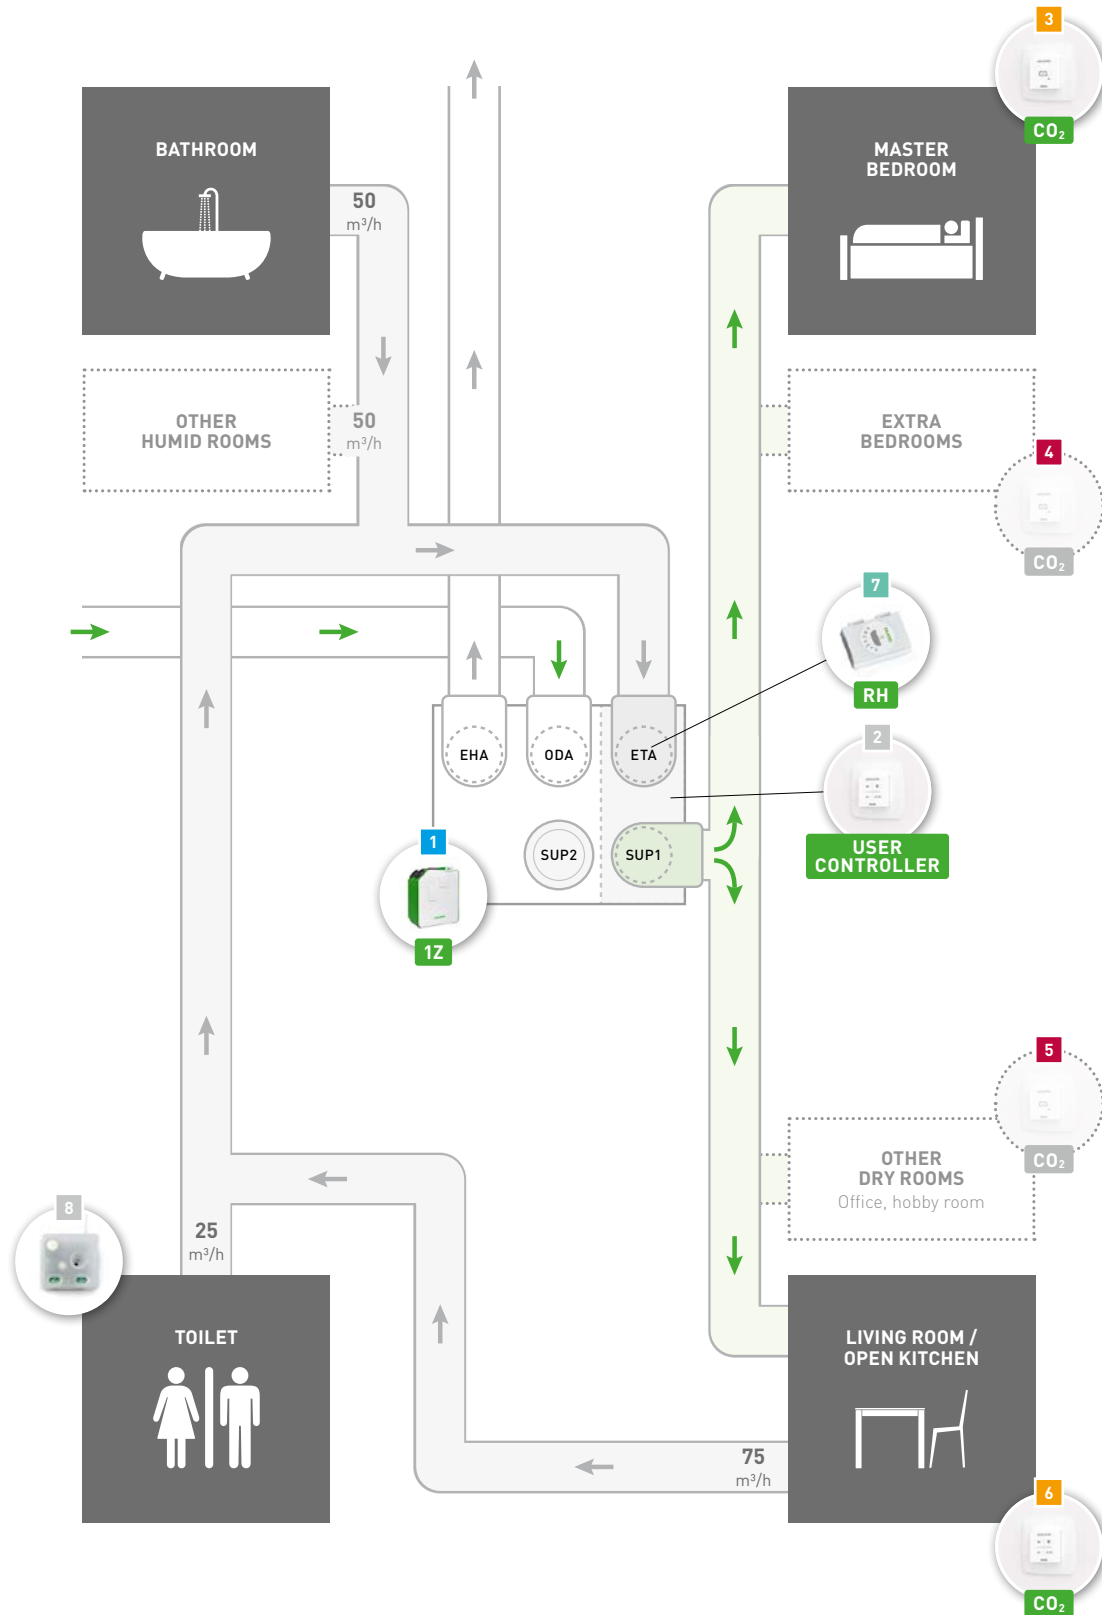 3
CO₂
BATHROOM
50
m³/h
MASTER
BEDROOM
OTHER
HUMID ROOMS
50
m³/h
EXTRA
BEDROOMS
4
CO₂
7
RH
EHA
ODA
ETA
2
USER
CONTROLLER
1
1Z
SUP2
SUP1
5
CO₂
OTHER
DRY ROOMS
Office, hobby room
8
25
m³/h
TOILET
LIVING ROOM /
OPEN KITCHEN
75
m³/h
6
CO₂